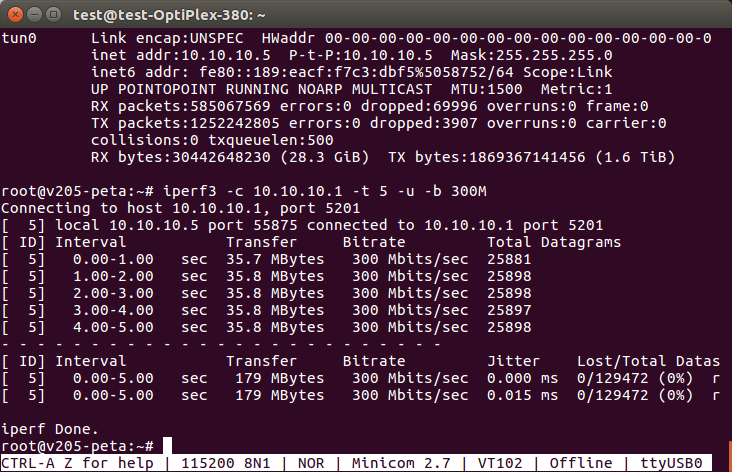 test@test-OptiPlex-380: ~
tun0      Link encap:UNSPEC  HWaddr 00-00-00-00-00-00-00-00-00-00-00-00-00-00-00-0
          inet addr:10.10.10.5  P-t-P:10.10.10.5  Mask:255.255.255.0
          inet6 addr: fe80::189:eacf:f7c3:dbf5%5058752/64 Scope:Link
          UP POINTOPOINT RUNNING NOARP MULTICAST  MTU:1500  Metric:1
          RX packets:585067569 errors:0 dropped:69996 overruns:0 frame:0
          TX packets:1252242805 errors:0 dropped:3907 overruns:0 carrier:0
          collisions:0 txqueuelen:500
          RX bytes:30442648230 (28.3 GiB)  TX bytes:1869367141456 (1.6 TiB)
root@v205-peta:~# iperf3 -c 10.10.10.1 -t 5 -u -b 300M
Connecting to host 10.10.10.1, port 5201
[  5] local 10.10.10.5 port 55875 connected to 10.10.10.1 port 5201
[ ID] Interval           Transfer     Bitrate         Total Datagrams
[  5]   0.00-1.00   sec  35.7 MBytes   300 Mbits/sec  25881
[  5]   1.00-2.00   sec  35.8 MBytes   300 Mbits/sec  25898
[  5]   2.00-3.00   sec  35.8 MBytes   300 Mbits/sec  25898
[  5]   3.00-4.00   sec  35.8 MBytes   300 Mbits/sec  25897
[  5]   4.00-5.00   sec  35.8 MBytes   300 Mbits/sec  25898
- - - - - - - - - - - - - - - - - - - - - - - - -
[ ID] Interval           Transfer     Bitrate         Jitter    Lost/Total Datas
[  5]   0.00-5.00   sec   179 MBytes   300 Mbits/sec  0.000 ms  0/129472 (0%)  r
[  5]   0.00-5.00   sec   179 MBytes   300 Mbits/sec  0.015 ms  0/129472 (0%)  r
iperf Done.
root@v205-peta:~#
CTRL-A Z for help | 115200 8N1 | NOR | Minicom 2.7 | VT102 | Offline | ttyUSB0